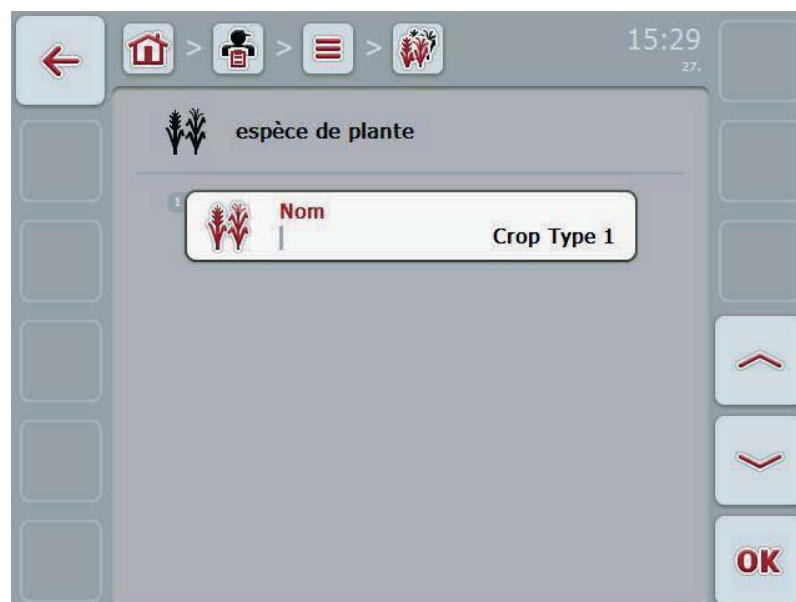 > > >
15:29
27.
espèce de plante
1
Nom
Crop Type 1
OK